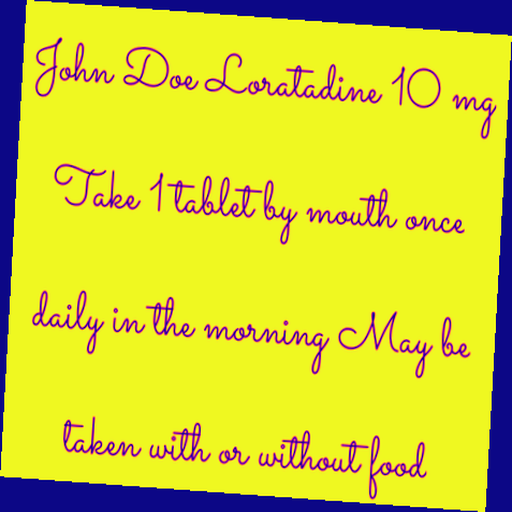 John Doe Loratadine 10 mg
Take 1 tablet by mouth once
daily in the morning May be
taken with or without food